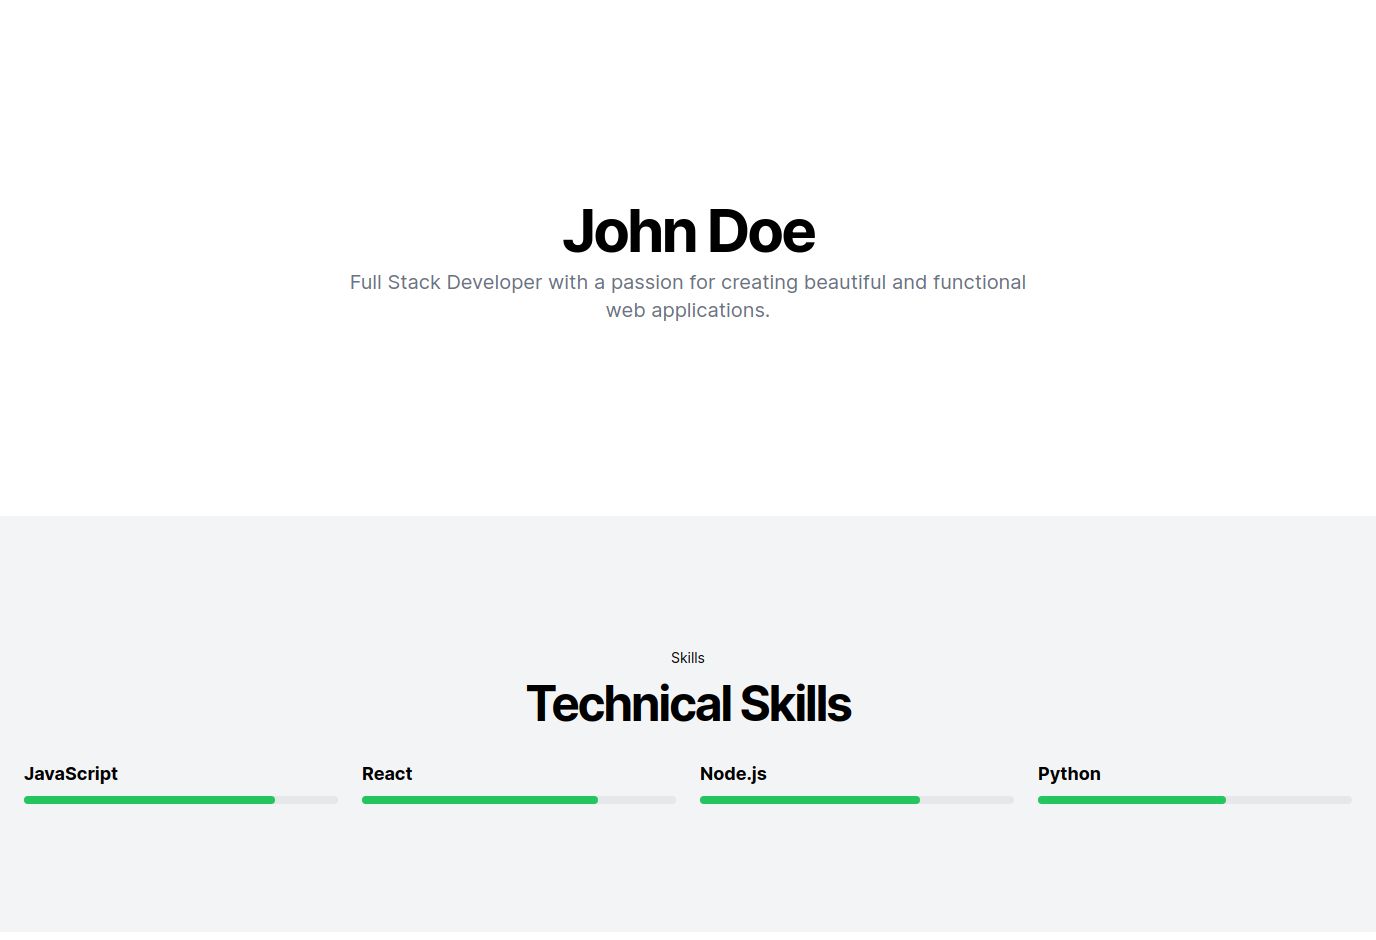 John Doe
Full Stack Developer with a passion for creating beautiful and functional
web applications.
Skills
Technical Skills
JavaScript
React
Node.js
Python